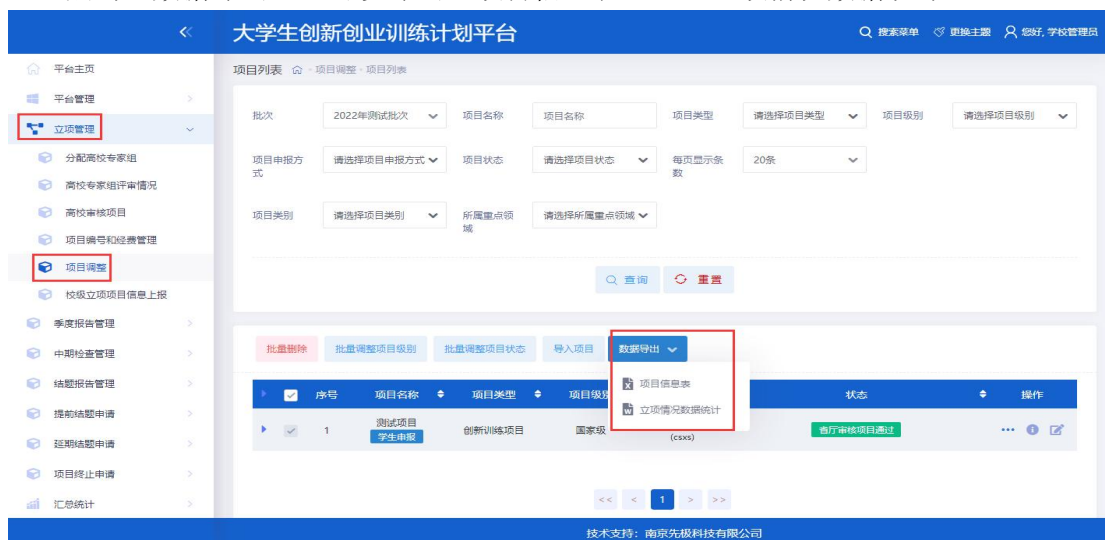 大学生创新创业训练计划平台
搜索菜单 更换主题 您好, 学校管理员
平台主页
平台管理
立项管理
分配高校专家组
高校专家组评审情况
高校审核项目
项目编号和经费管理
项目调整
校级立项项目信息上报
季度报告管理
中期检查管理
结题报告管理
提前结题申请
延期结题申请
项目终止申请
汇总统计
项目列表 - 项目调整 - 项目列表
批次 2022年测试批次 项目名称 项目名称 项目类型 请选择项目类型 项目级别 请选择项目级别
项目申报方式 请选择项目申报方式 项目状态 请选择项目状态 每页显示条数 20条
项目类别 请选择项目类别 所属重点领域 请选择所属重点领域
查询 重置
批量删除 批量调整项目级别 批量调整项目状态 导入项目 数据导出
项目信息表
立项情况数据统计
序号 项目名称 项目类型 项目级别 状态 操作
1 测试项目 学生申报 创新训练项目 国家级 (csxs) 省厅审核项目通过
<< < 1 > >>
技术支持: 南京先极科技有限公司